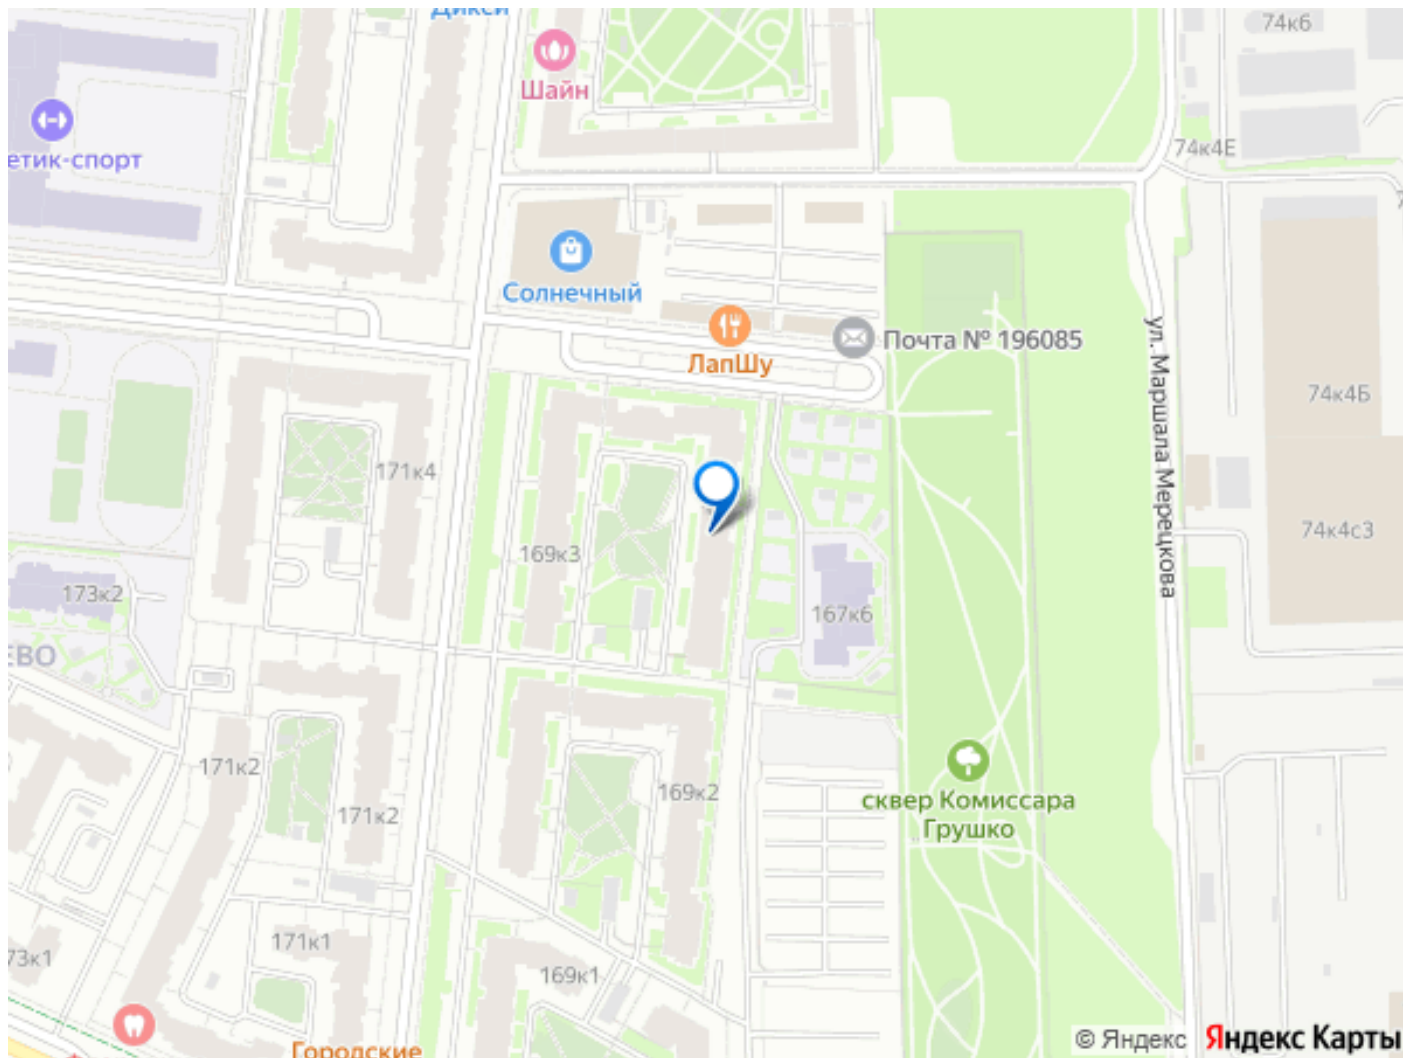 Дикси
74к6
Шайн
етик-спорт
74к4Е
Солнечный
ЛапШу
Почта № 196085
ул. Маршала Мерецкова
74к4Б
171к4
74к4с3
169к3
173к2
167к6
ЕВО
171к2
169к2
сквер Комиссара
Грушко
171к2
171к1
73к1
169к1
Городские
© Яндекс Яндекс Карты